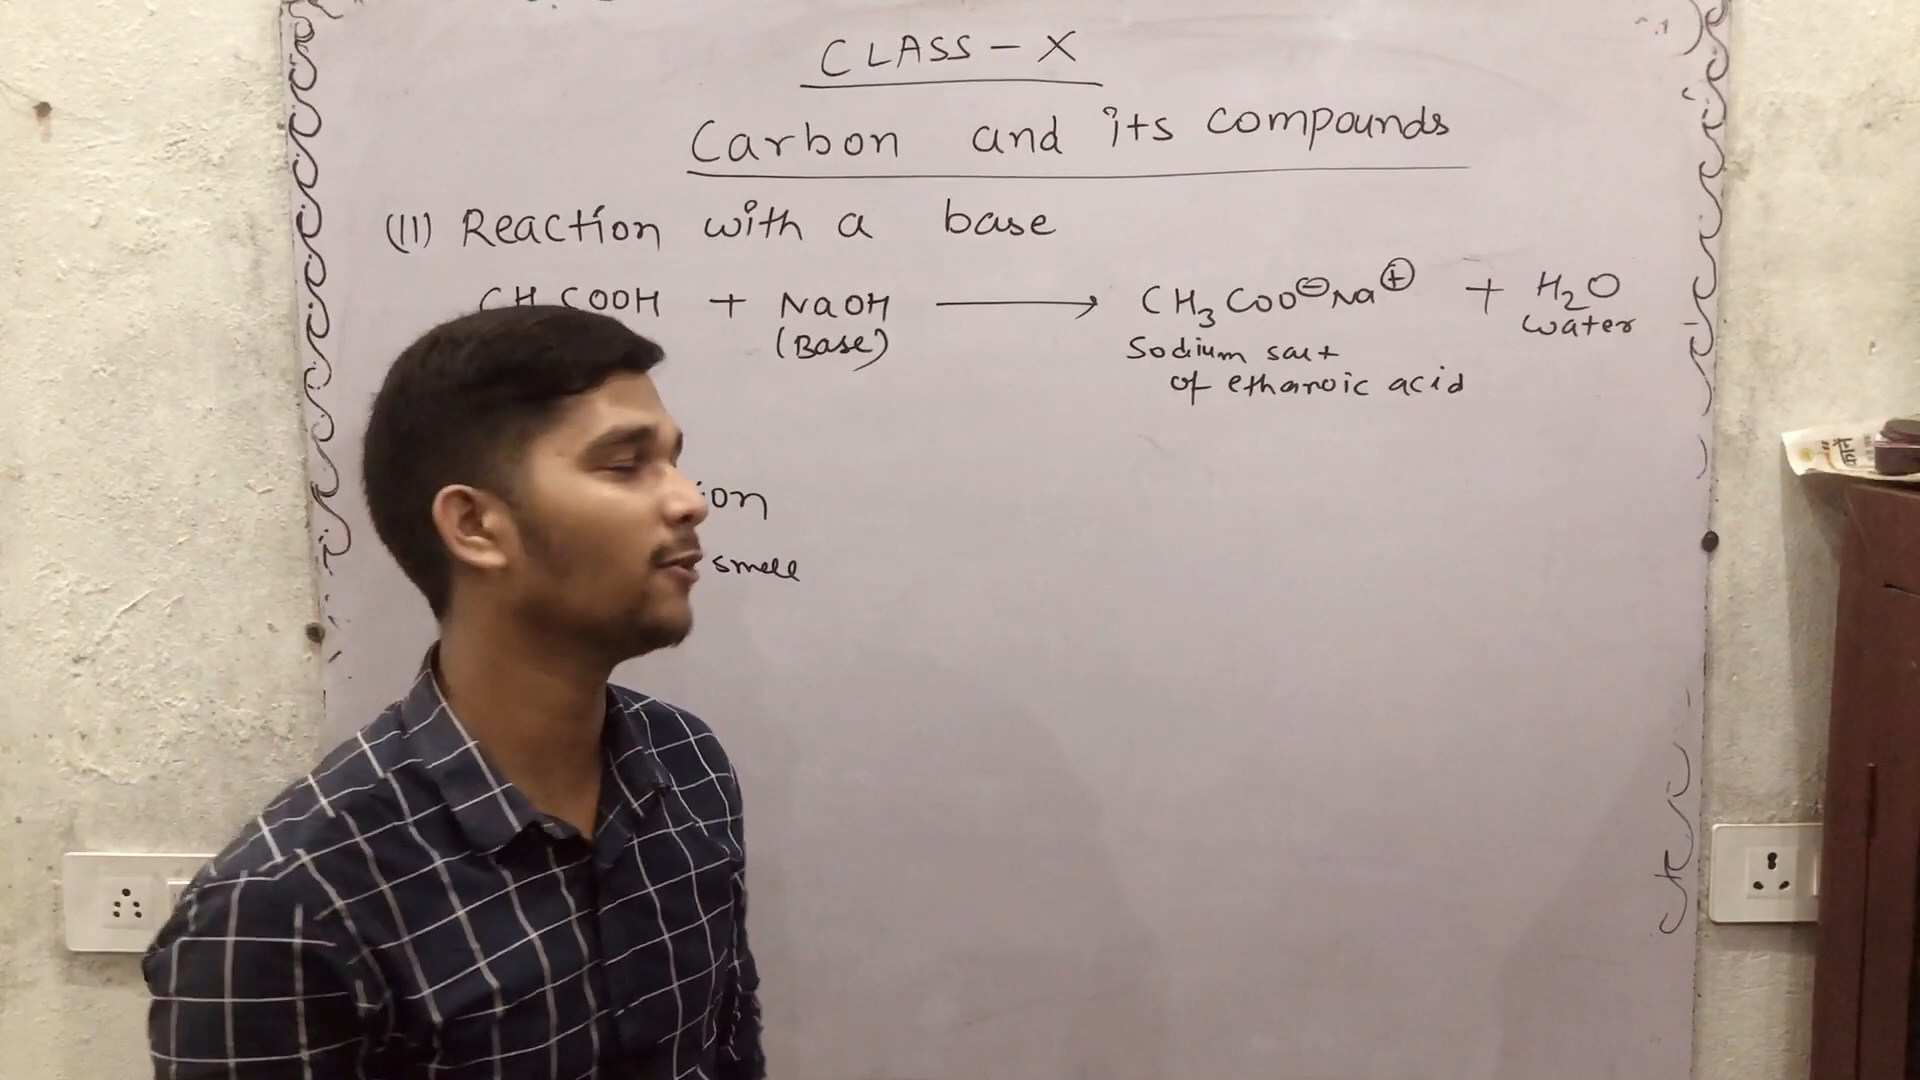 CLASS - X
Carbon and its compounds
(II) Reaction with a base
CH COOH + NaOH ⟶ CH₃COO⊖Na⊕ + H₂O
(Base)
water
Sodium salt
of ethanoic acid
ion
smell